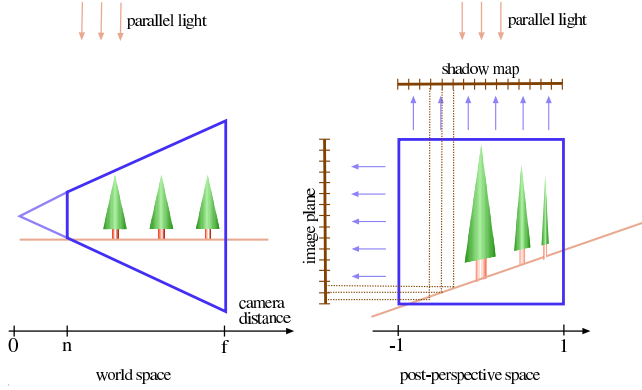 parallel light
parallel light
shadow map
image plane
camera
distance
0
n
f
-1
1
world space
post-perspective space